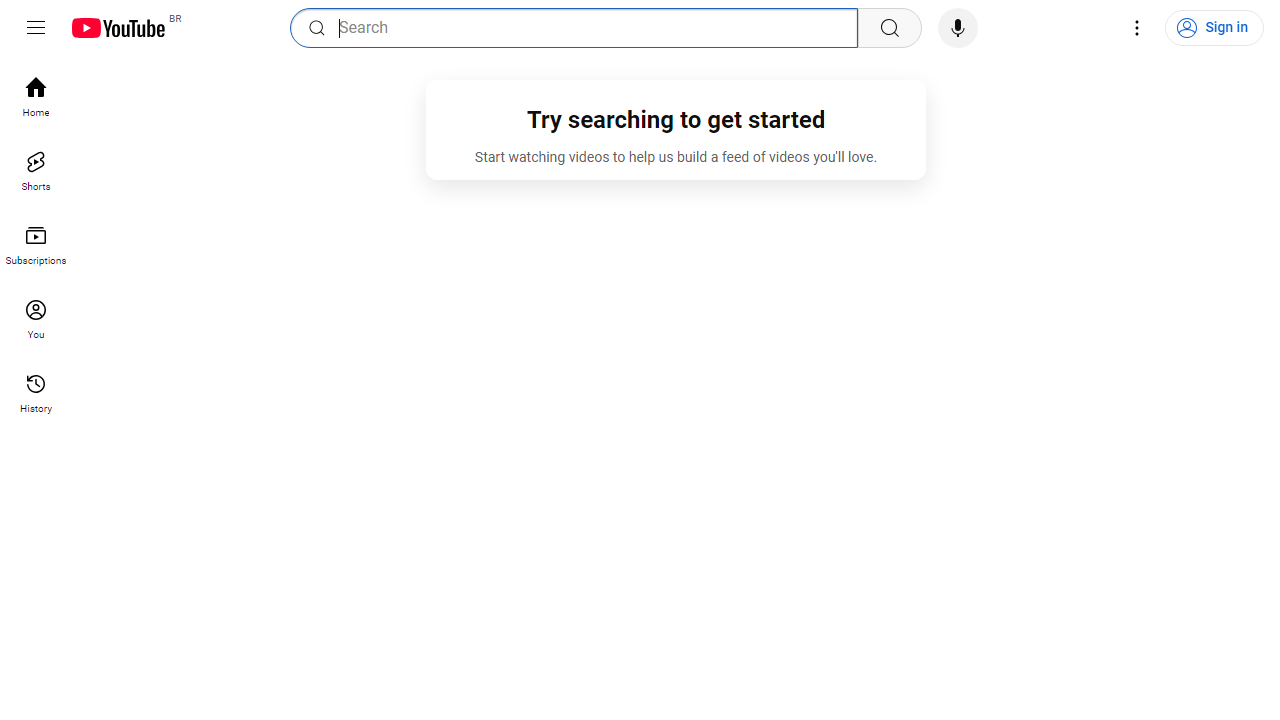 YouTube BR
Search
Sign in
Home
Shorts
Subscriptions
You
History
Try searching to get started
Start watching videos to help us build a feed of videos you'll love.